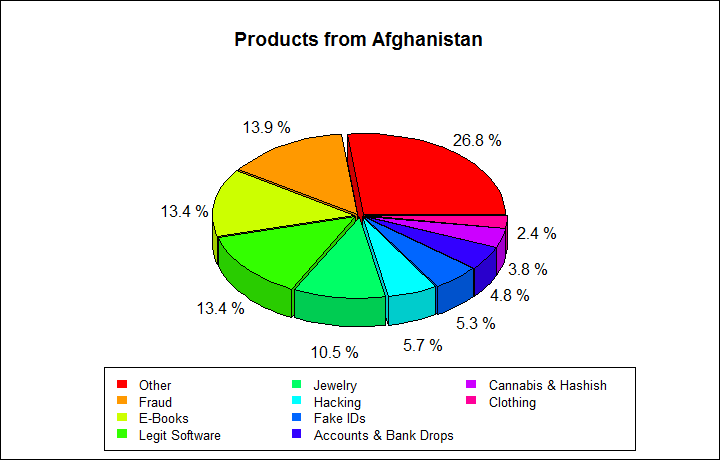 Products from Afghanistan
13.9 %
26.8 %
13.4 %
2.4 %
3.8 %
4.8 %
13.4 %
5.3 %
5.7 %
10.5 %
Other
Fraud
E-Books
Legit Software
Jewelry
Hacking
Fake IDs
Accounts & Bank Drops
Cannabis & Hashish
Clothing